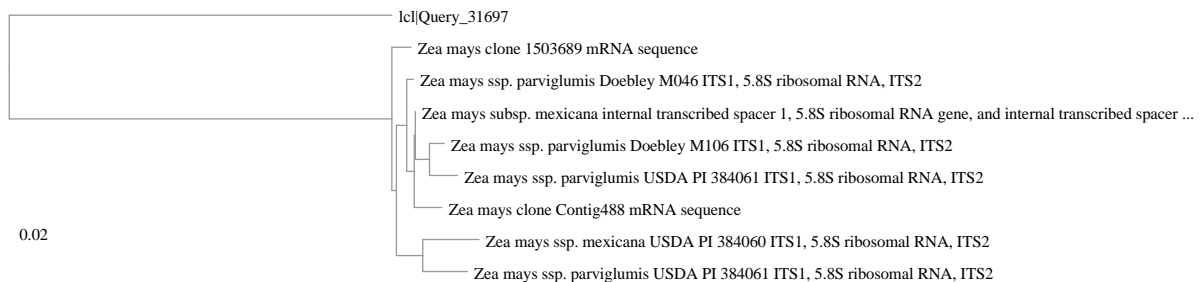 lcl|Query_31697
Zea mays clone 1503689 mRNA sequence
Zea mays ssp. parviglumis Doebley M046 ITS1, 5.8S ribosomal RNA, ITS2
Zea mays subsp. mexicana internal transcribed spacer 1, 5.8S ribosomal RNA gene, and internal transcribed spacer ...
Zea mays ssp. parviglumis Doebley M106 ITS1, 5.8S ribosomal RNA, ITS2
Zea mays ssp. parviglumis USDA PI 384061 ITS1, 5.8S ribosomal RNA, ITS2
Zea mays clone Contig488 mRNA sequence
0.02
Zea mays ssp. mexicana USDA PI 384060 ITS1, 5.8S ribosomal RNA, ITS2
Zea mays ssp. parviglumis USDA PI 384061 ITS1, 5.8S ribosomal RNA, ITS2